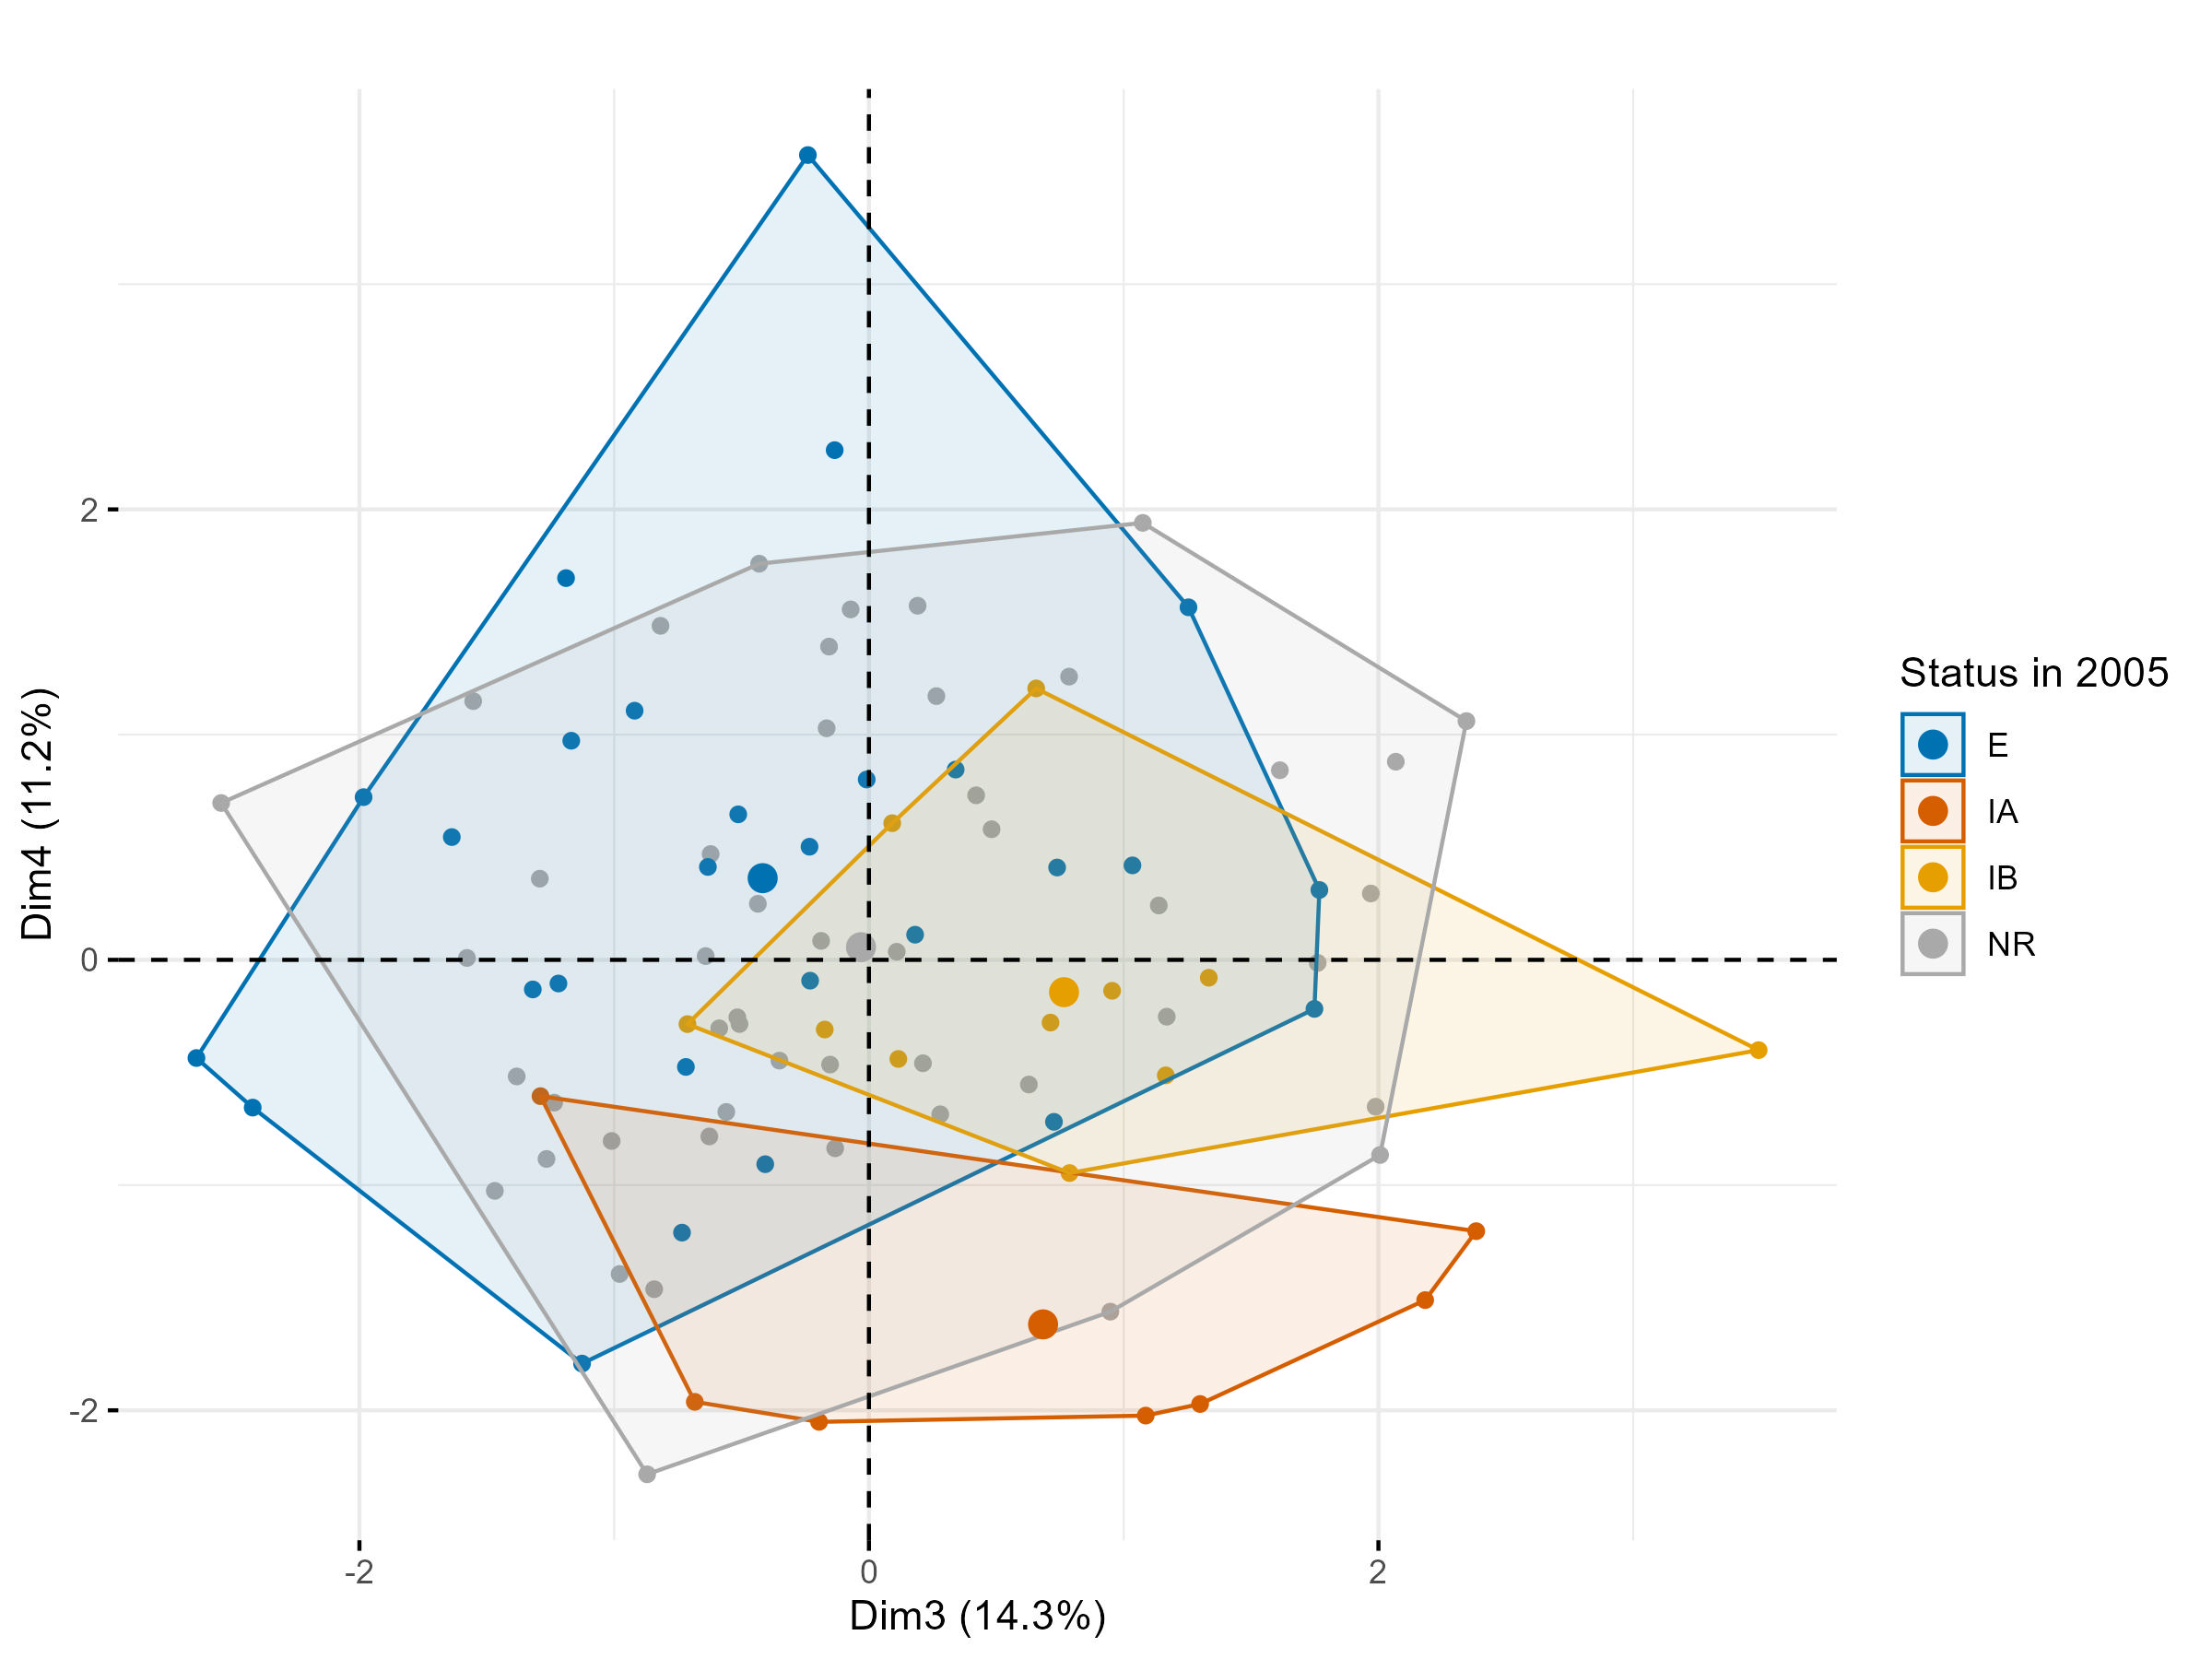 2
0
-2
Dim4 (11.2%)
-2
0
2
Dim3 (14.3%)
Status in 2005
E
IA
IB
NR